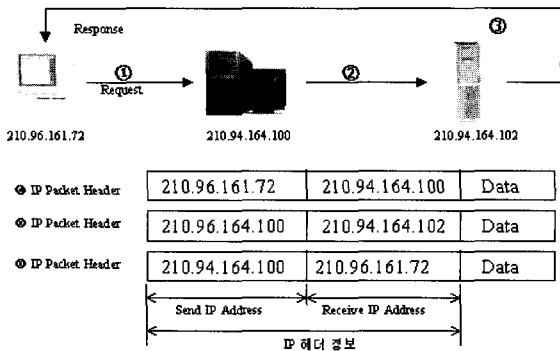 ③
Response
①
②
Request
210.96.161.72
210.94.164.100
210.94.164.102
IP Packet Header 210.96.161.72 210.94.164.100 Data
IP Packet Header 210.96.164.100 210.94.164.102 Data
IP Packet Header 210.94.164.100 210.96.161.72 Data
Send IP Address Receive IP Address
IP 헤더 정보